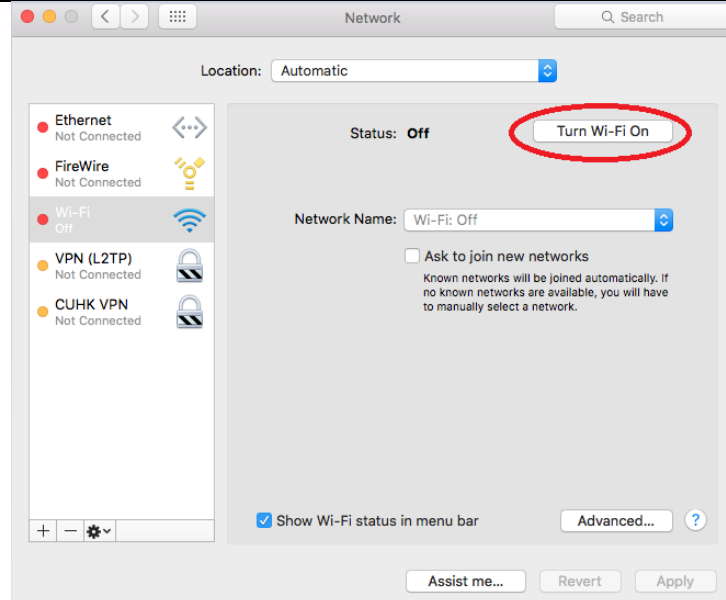 Network
Search
Location: Automatic
Ethernet
Not Connected
FireWire
Not Connected
Wi-Fi
Off
VPN (L2TP)
Not Connected
CUHK VPN
Not Connected
Status: Off
Turn Wi-Fi On
Network Name: Wi-Fi: Off
Ask to join new networks
Known networks will be joined automatically. If
no known networks are available, you will have
to manually select a network.
Show Wi-Fi status in menu bar
Advanced...
?
Assist me...
Revert
Apply